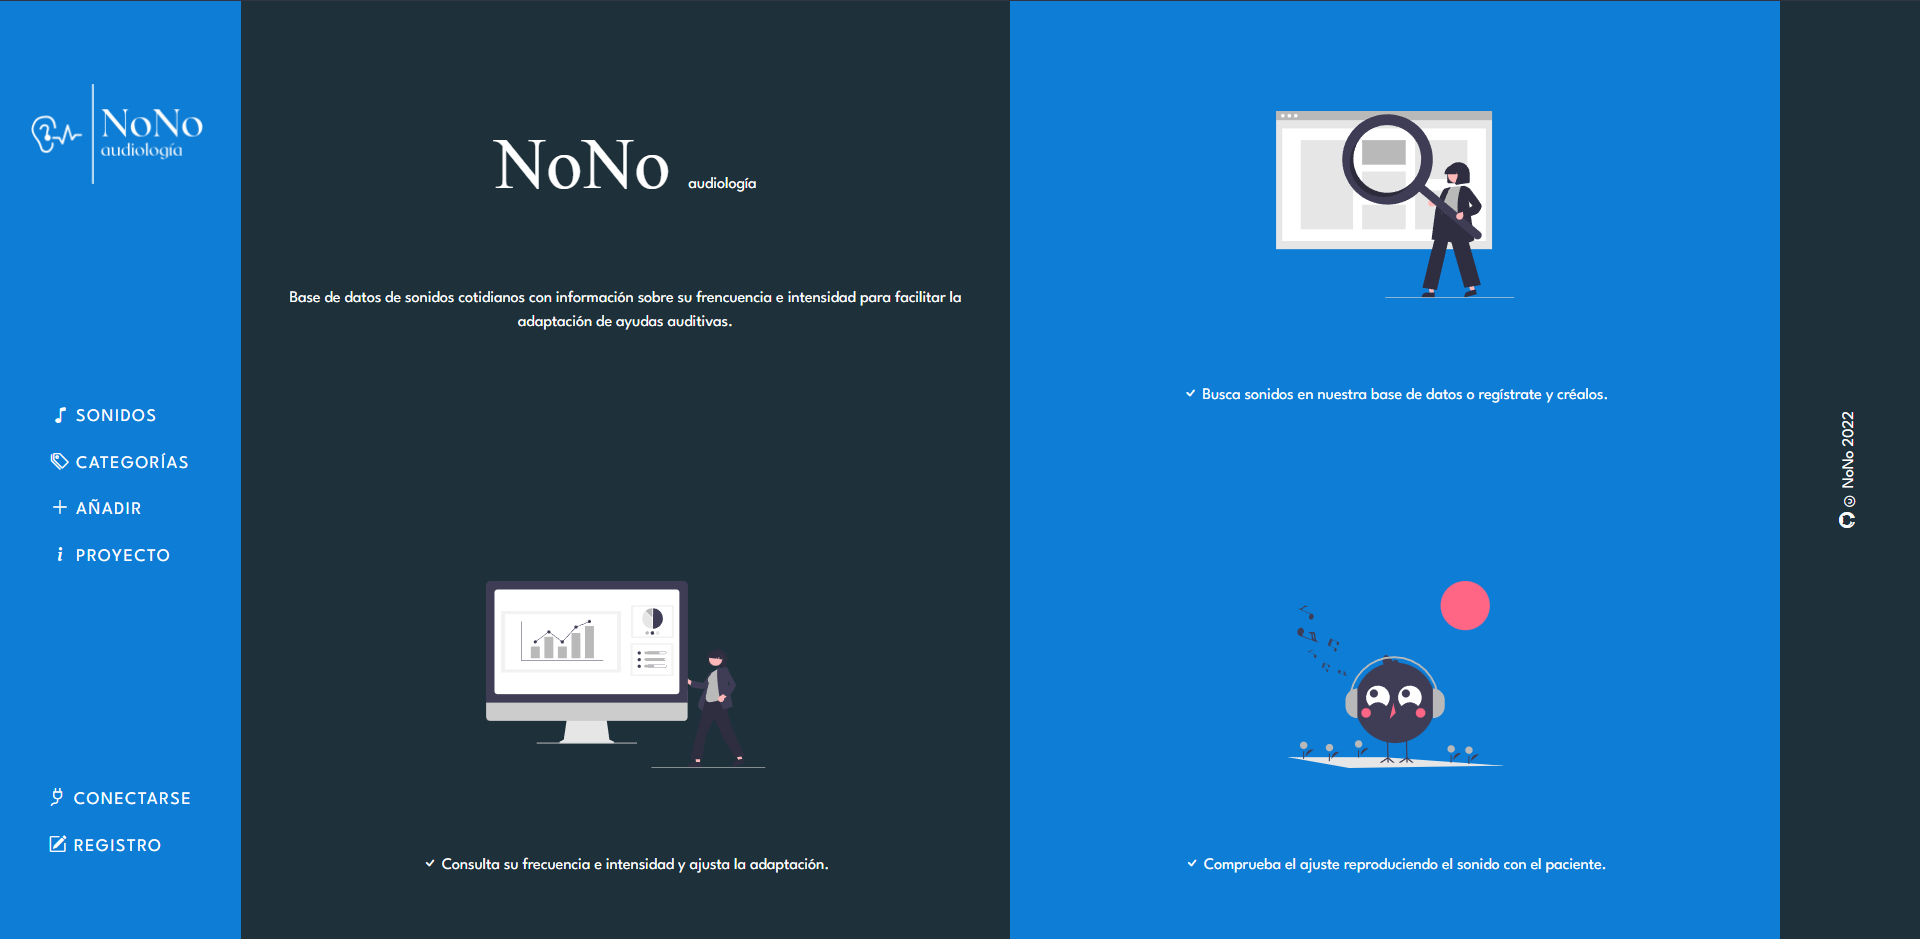 NoNo
audiología
SONIDOS
CATEGORÍAS
AÑADIR
PROYECTO
CONECTARSE
REGISTRO
NoNo audiología
Base de datos de sonidos cotidianos con información sobre su frencuencia e intensidad para facilitar la
adaptación de ayudas auditivas.
Busca sonidos en nuestra base de datos o regístrate y créalos.
Consulta su frecuencia e intensidad y ajusta la adaptación.
Comprueba el ajuste reproduciendo el sonido con el paciente.
NoNo 2022